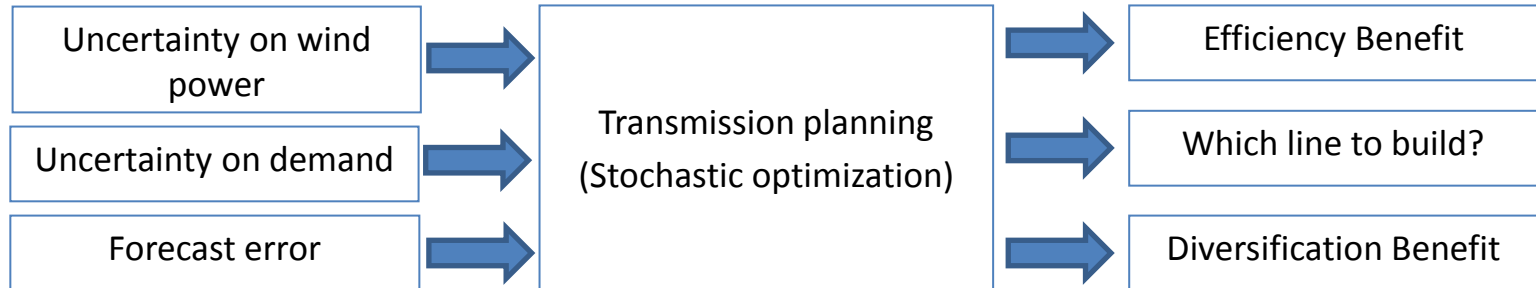 Uncertainty on wind
power
Uncertainty on demand
Forecast error
Transmission planning
(Stochastic optimization)
Efficiency Benefit
Which line to build?
Diversification Benefit